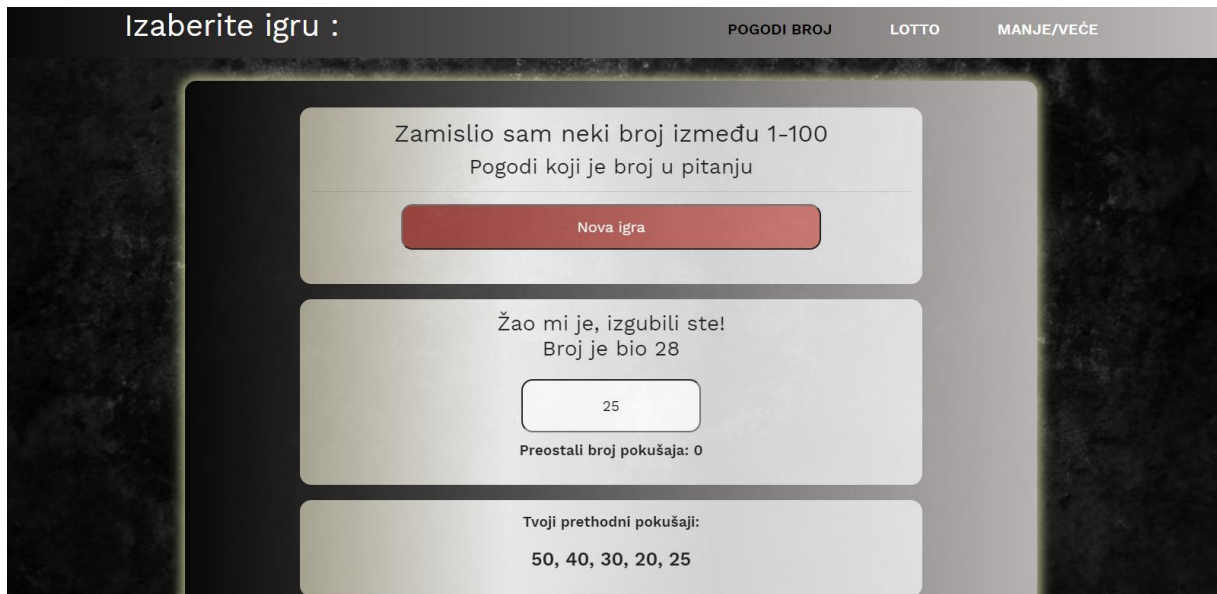 Izaberite igru :
POGODI BROJ LOTTO MANJE/VEĆE
Zamislio sam neki broj između 1-100
Pogodi koji je broj u pitanju
Nova igra
Žao mi je, izgubili ste!
Broj je bio 28
25
Preostali broj pokušaja: 0
Tvoji prethodni pokušaji:
50, 40, 30, 20, 25